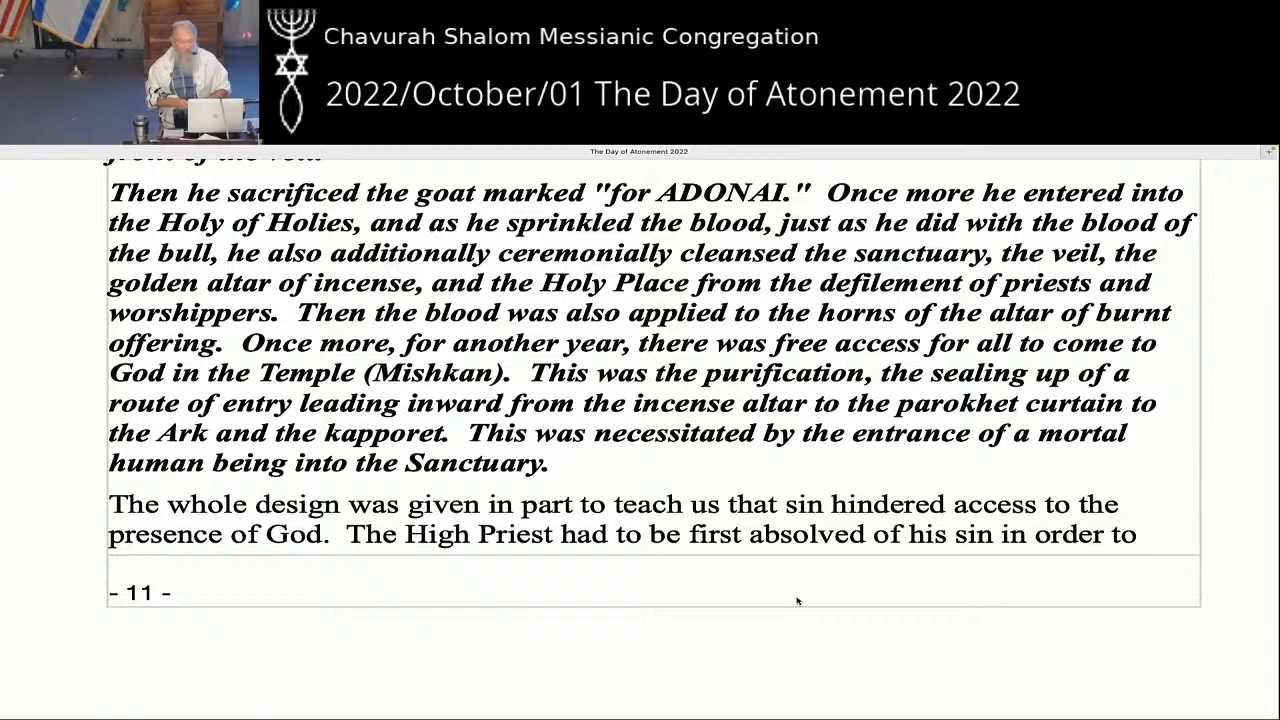 Chavurah Shalom Messianic Congregation
2022/October/01 The Day of Atonement 2022
The Day of Atonement 2022
front of the veil.
Then he sacrificed the goat marked "for ADONAI."  Once more he entered into
the Holy of Holies, and as he sprinkled the blood, just as he did with the blood of
the bull, he also additionally ceremonially cleansed the sanctuary, the veil, the
golden altar of incense, and the Holy Place from the defilement of priests and
worshippers.  Then the blood was also applied to the horns of the altar of burnt
offering.  Once more, for another year, there was free access for all to come to
God in the Temple (Mishkan).  This was the purification, the sealing up of a
route of entry leading inward from the incense altar to the parokhet curtain to
the Ark and the kapporet.  This was necessitated by the entrance of a mortal
human being into the Sanctuary.
The whole design was given in part to teach us that sin hindered access to the
presence of God.  The High Priest had to be first absolved of his sin in order to
- 11 -